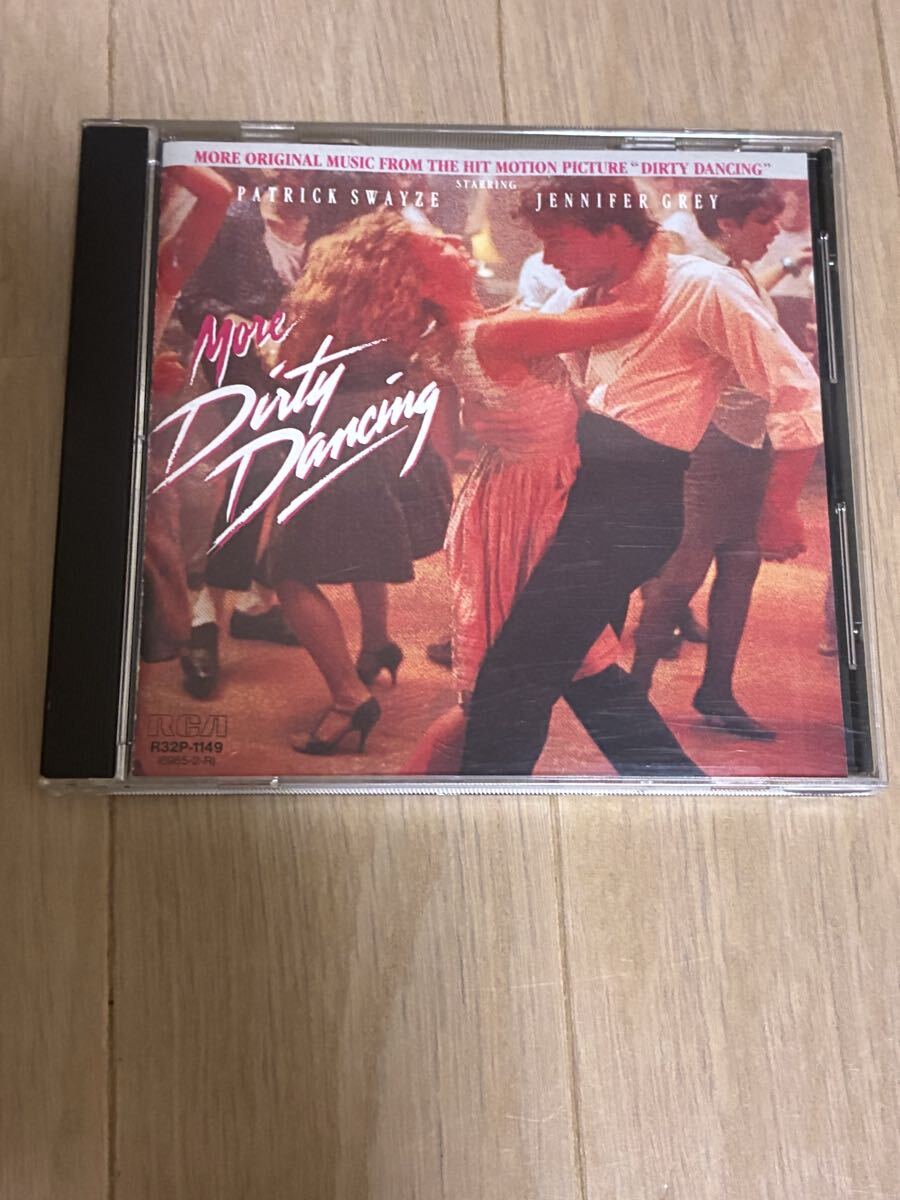 MORE ORIGINAL MUSIC FROM THE HIT MOTION PICTURE "DIRTY DANCING"
STARRING
PATRICK SWAYZE JENNIFER GREY
More
Dirty
Dancing
RCA
R32P-1149
(6965-2-R)